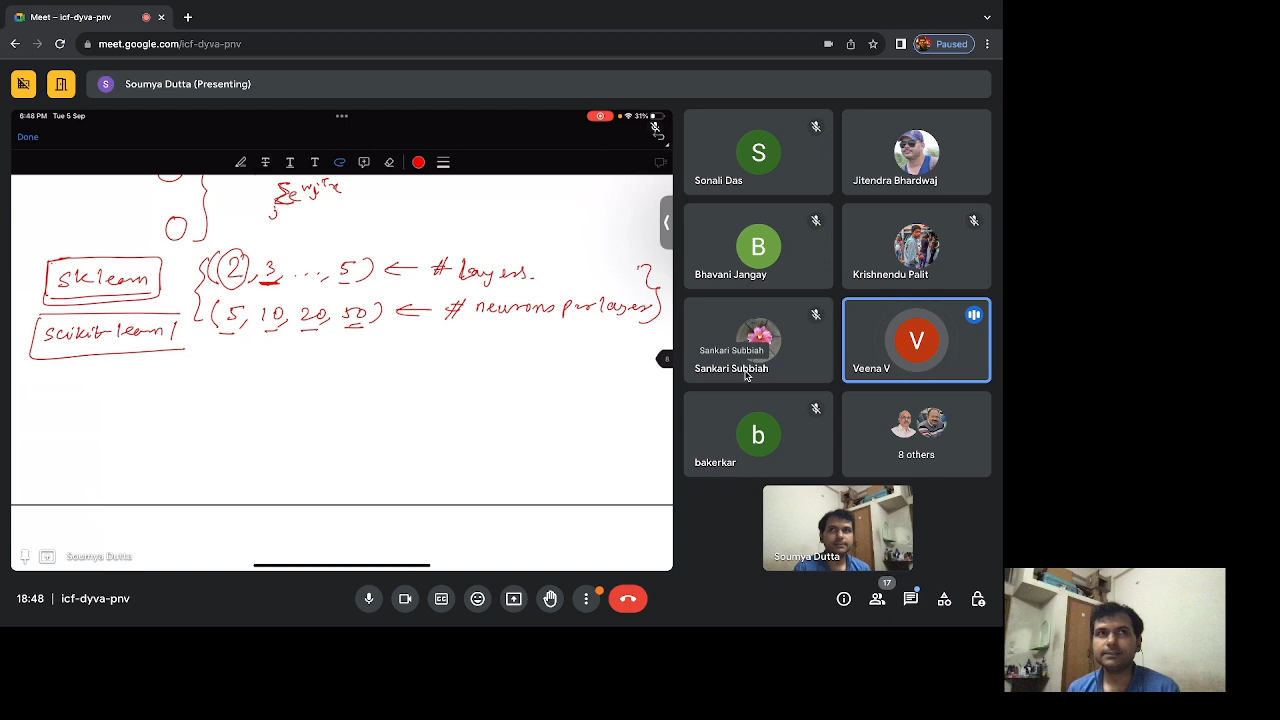 Meet – icf-dyva-pnv
meet.google.com/icf-dyva-pnv
Paused
S Soumya Dutta (Presenting)
6:48 PM Tue 5 Sep
31%
Done
T T T
Σ e^wjᵀx
j
0
sklearn
(2, 3, ..., 5) ← # layers.
scikit-learn
(5, 10, 20, 50) ← # neurons per layer
8
Soumya Dutta
S
Sonali Das
Jitendra Bhardwaj
B
Bhavani Jangay
Krishnendu Palit
Sankari Subbiah
Sankari Subbiah
V
Veena V
b
bakerkar
8 others
Soumya Dutta
18:48 | icf-dyva-pnv
17